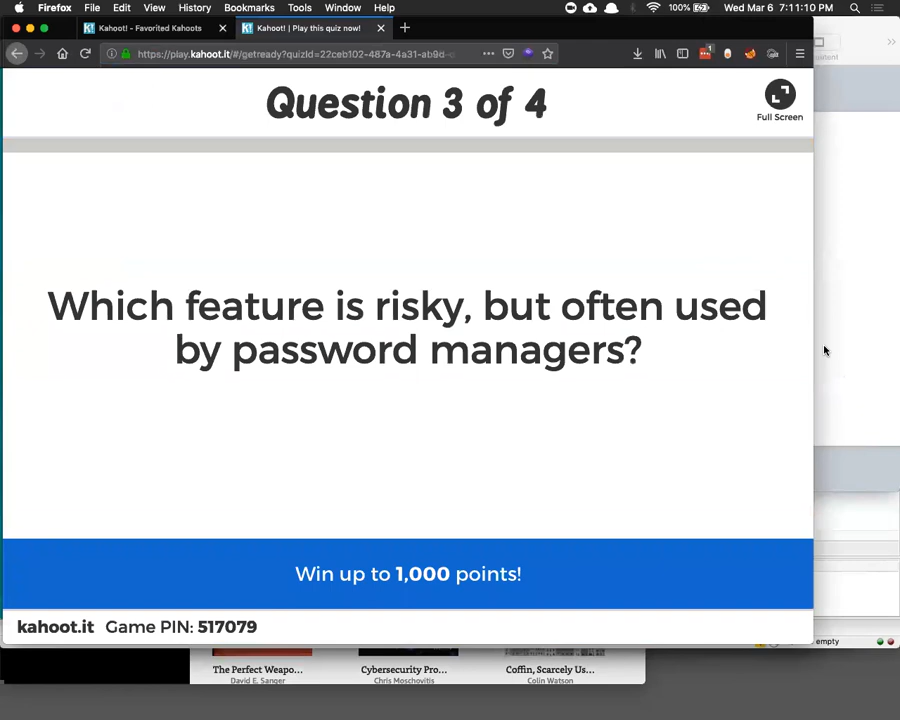 Firefox File Edit View History Bookmarks Tools Window Help 100% Wed Mar 6 7:11:10 PM
Kahoot! - Favorited Kahoots Kahoot! | Play this quiz now!
https://play.kahoot.it/#/getready?quizId=22ceb102-487a-4a31-ab9d-
1
Question 3 of 4
Full Screen
Which feature is risky, but often used
by password managers?
Win up to 1,000 points!
kahoot.it Game PIN: 517079
empty
The Perfect Weapo... Cybersecurity Pro... Coffin, Scarcely Us...
David E. Sanger Chris Moschovitis Colin Watson